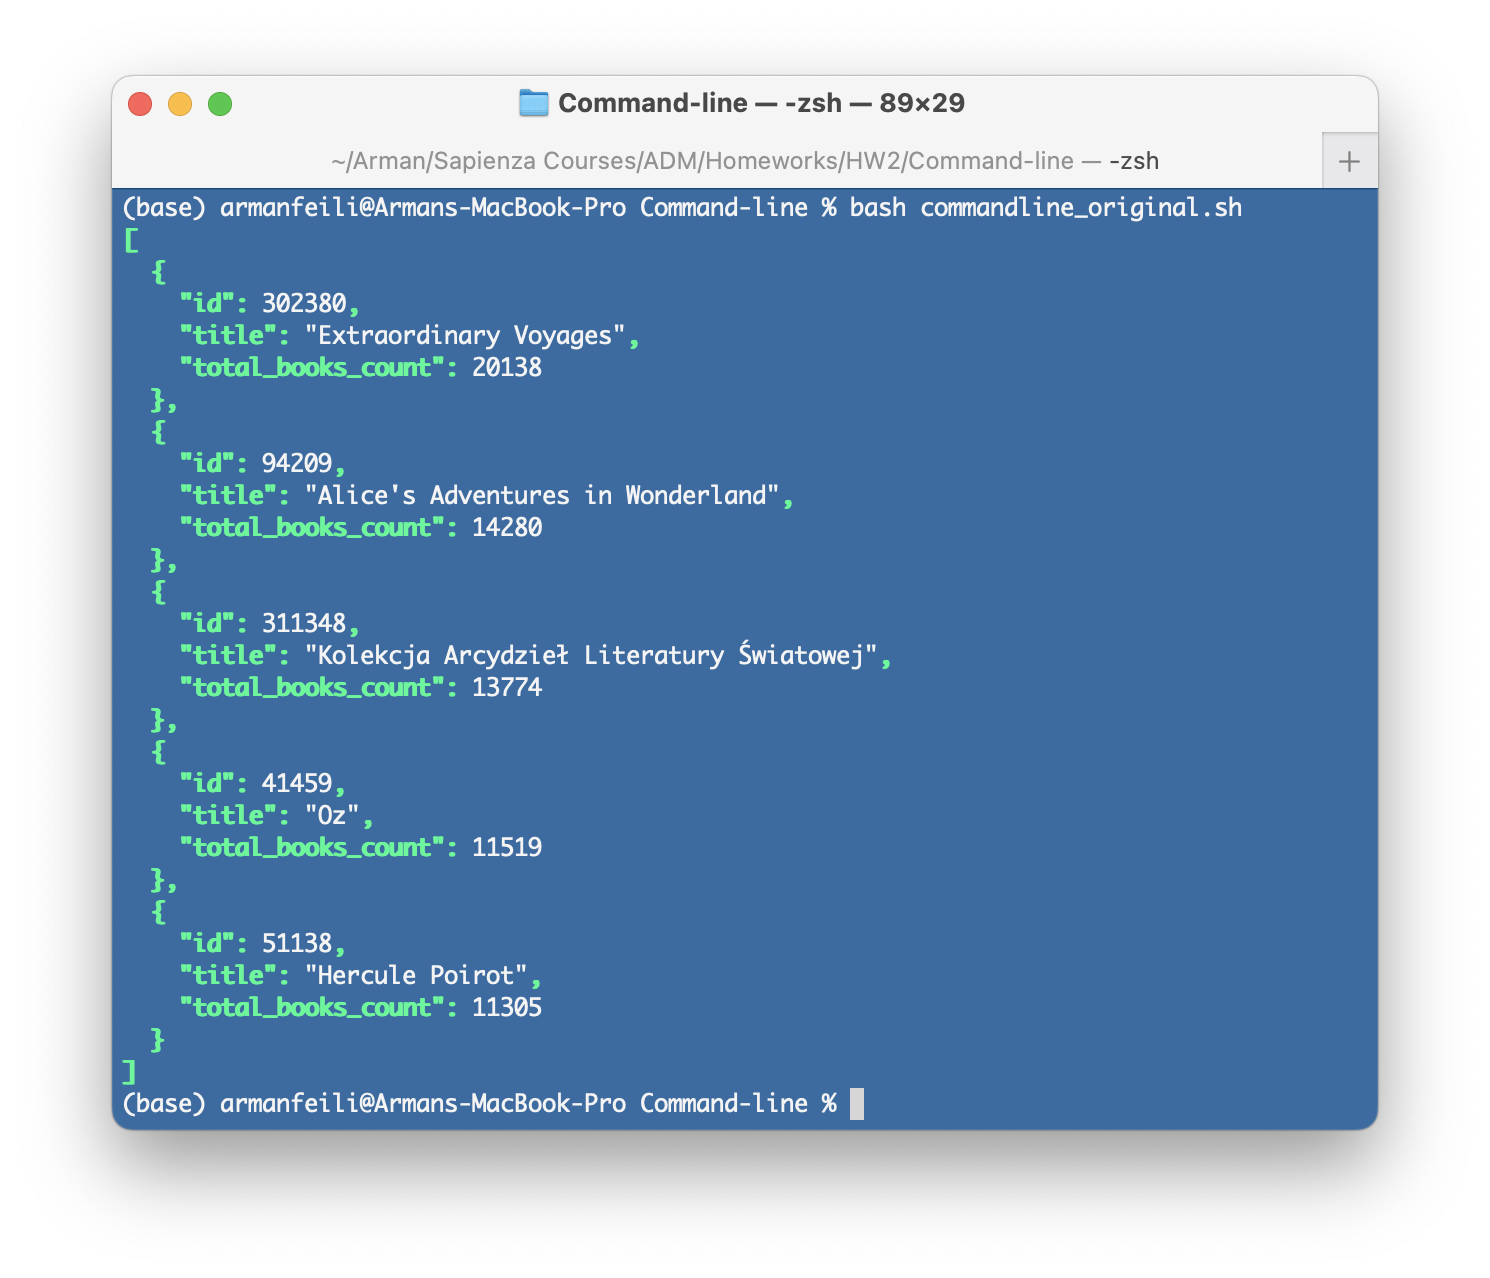 Command-line — -zsh — 89×29
~/Arman/Sapienza Courses/ADM/Homeworks/HW2/Command-line — -zsh
+
(base) armanfeili@Armans-MacBook-Pro Command-line % bash commandline_original.sh
[
  {
    "id": 302380,
    "title": "Extraordinary Voyages",
    "total_books_count": 20138
  },
  {
    "id": 94209,
    "title": "Alice's Adventures in Wonderland",
    "total_books_count": 14280
  },
  {
    "id": 311348,
    "title": "Kolekcja Arcydzieł Literatury Światowej",
    "total_books_count": 13774
  },
  {
    "id": 41459,
    "title": "Oz",
    "total_books_count": 11519
  },
  {
    "id": 51138,
    "title": "Hercule Poirot",
    "total_books_count": 11305
  }
]
(base) armanfeili@Armans-MacBook-Pro Command-line %